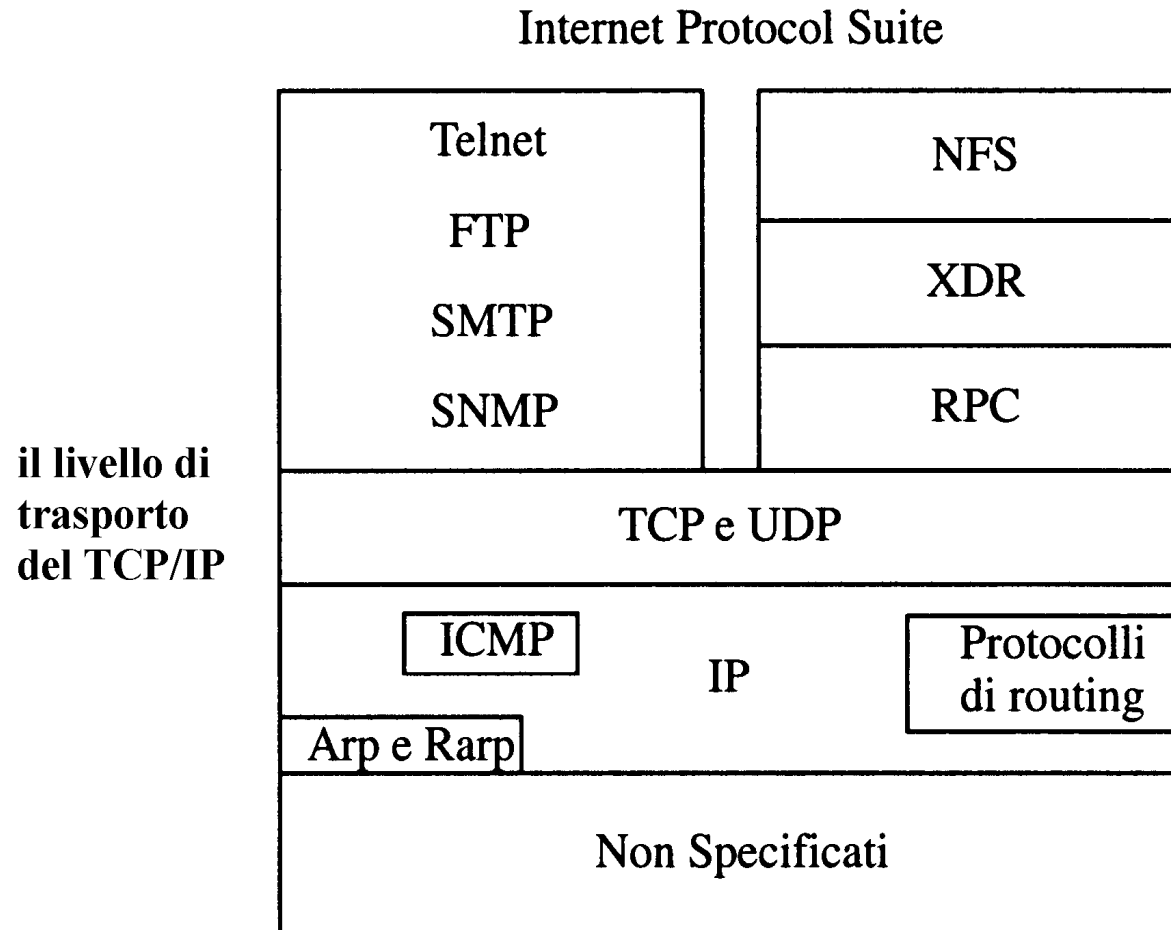 Internet Protocol Suite
Telnet
FTP
SMTP
SNMP
NFS
XDR
RPC
il livello di
trasporto
del TCP/IP
TCP e UDP
ICMP
IP
Protocolli
di routing
Arp e Rarp
Non Specificati